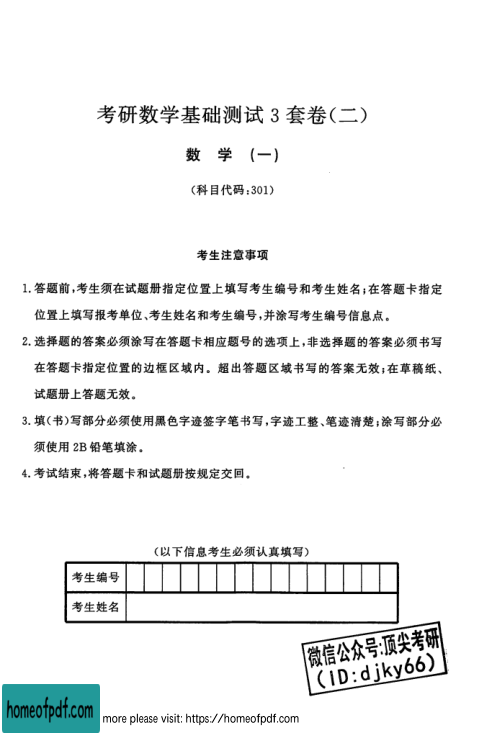 考研数学基础测试 3 套卷(二)
数 学 (一)
(科目代码:301)
考生注意事项
1. 答题前,考生须在试题册指定位置上填写考生编号和考生姓名;在答题卡指定
位置上填写报考单位、考生姓名和考生编号,并涂写考生编号信息点。
2. 选择题的答案必须涂写在答题卡相应题号的选项上,非选择题的答案必须书写
在答题卡指定位置的边框区域内。超出答题区域书写的答案无效;在草稿纸、
试题册上答题无效。
3. 填(书)写部分必须使用黑色字迹签字笔书写,字迹工整、笔迹清楚;涂写部分必
须使用 2B 铅笔填涂。
4. 考试结束,将答题卡和试题册按规定交回。
(以下信息考生必须认真填写)
考生编号
考生姓名
微信公众号:顶尖考研
(ID:djky66)
homeofpdf.com
more please visit: https://homeofpdf.com